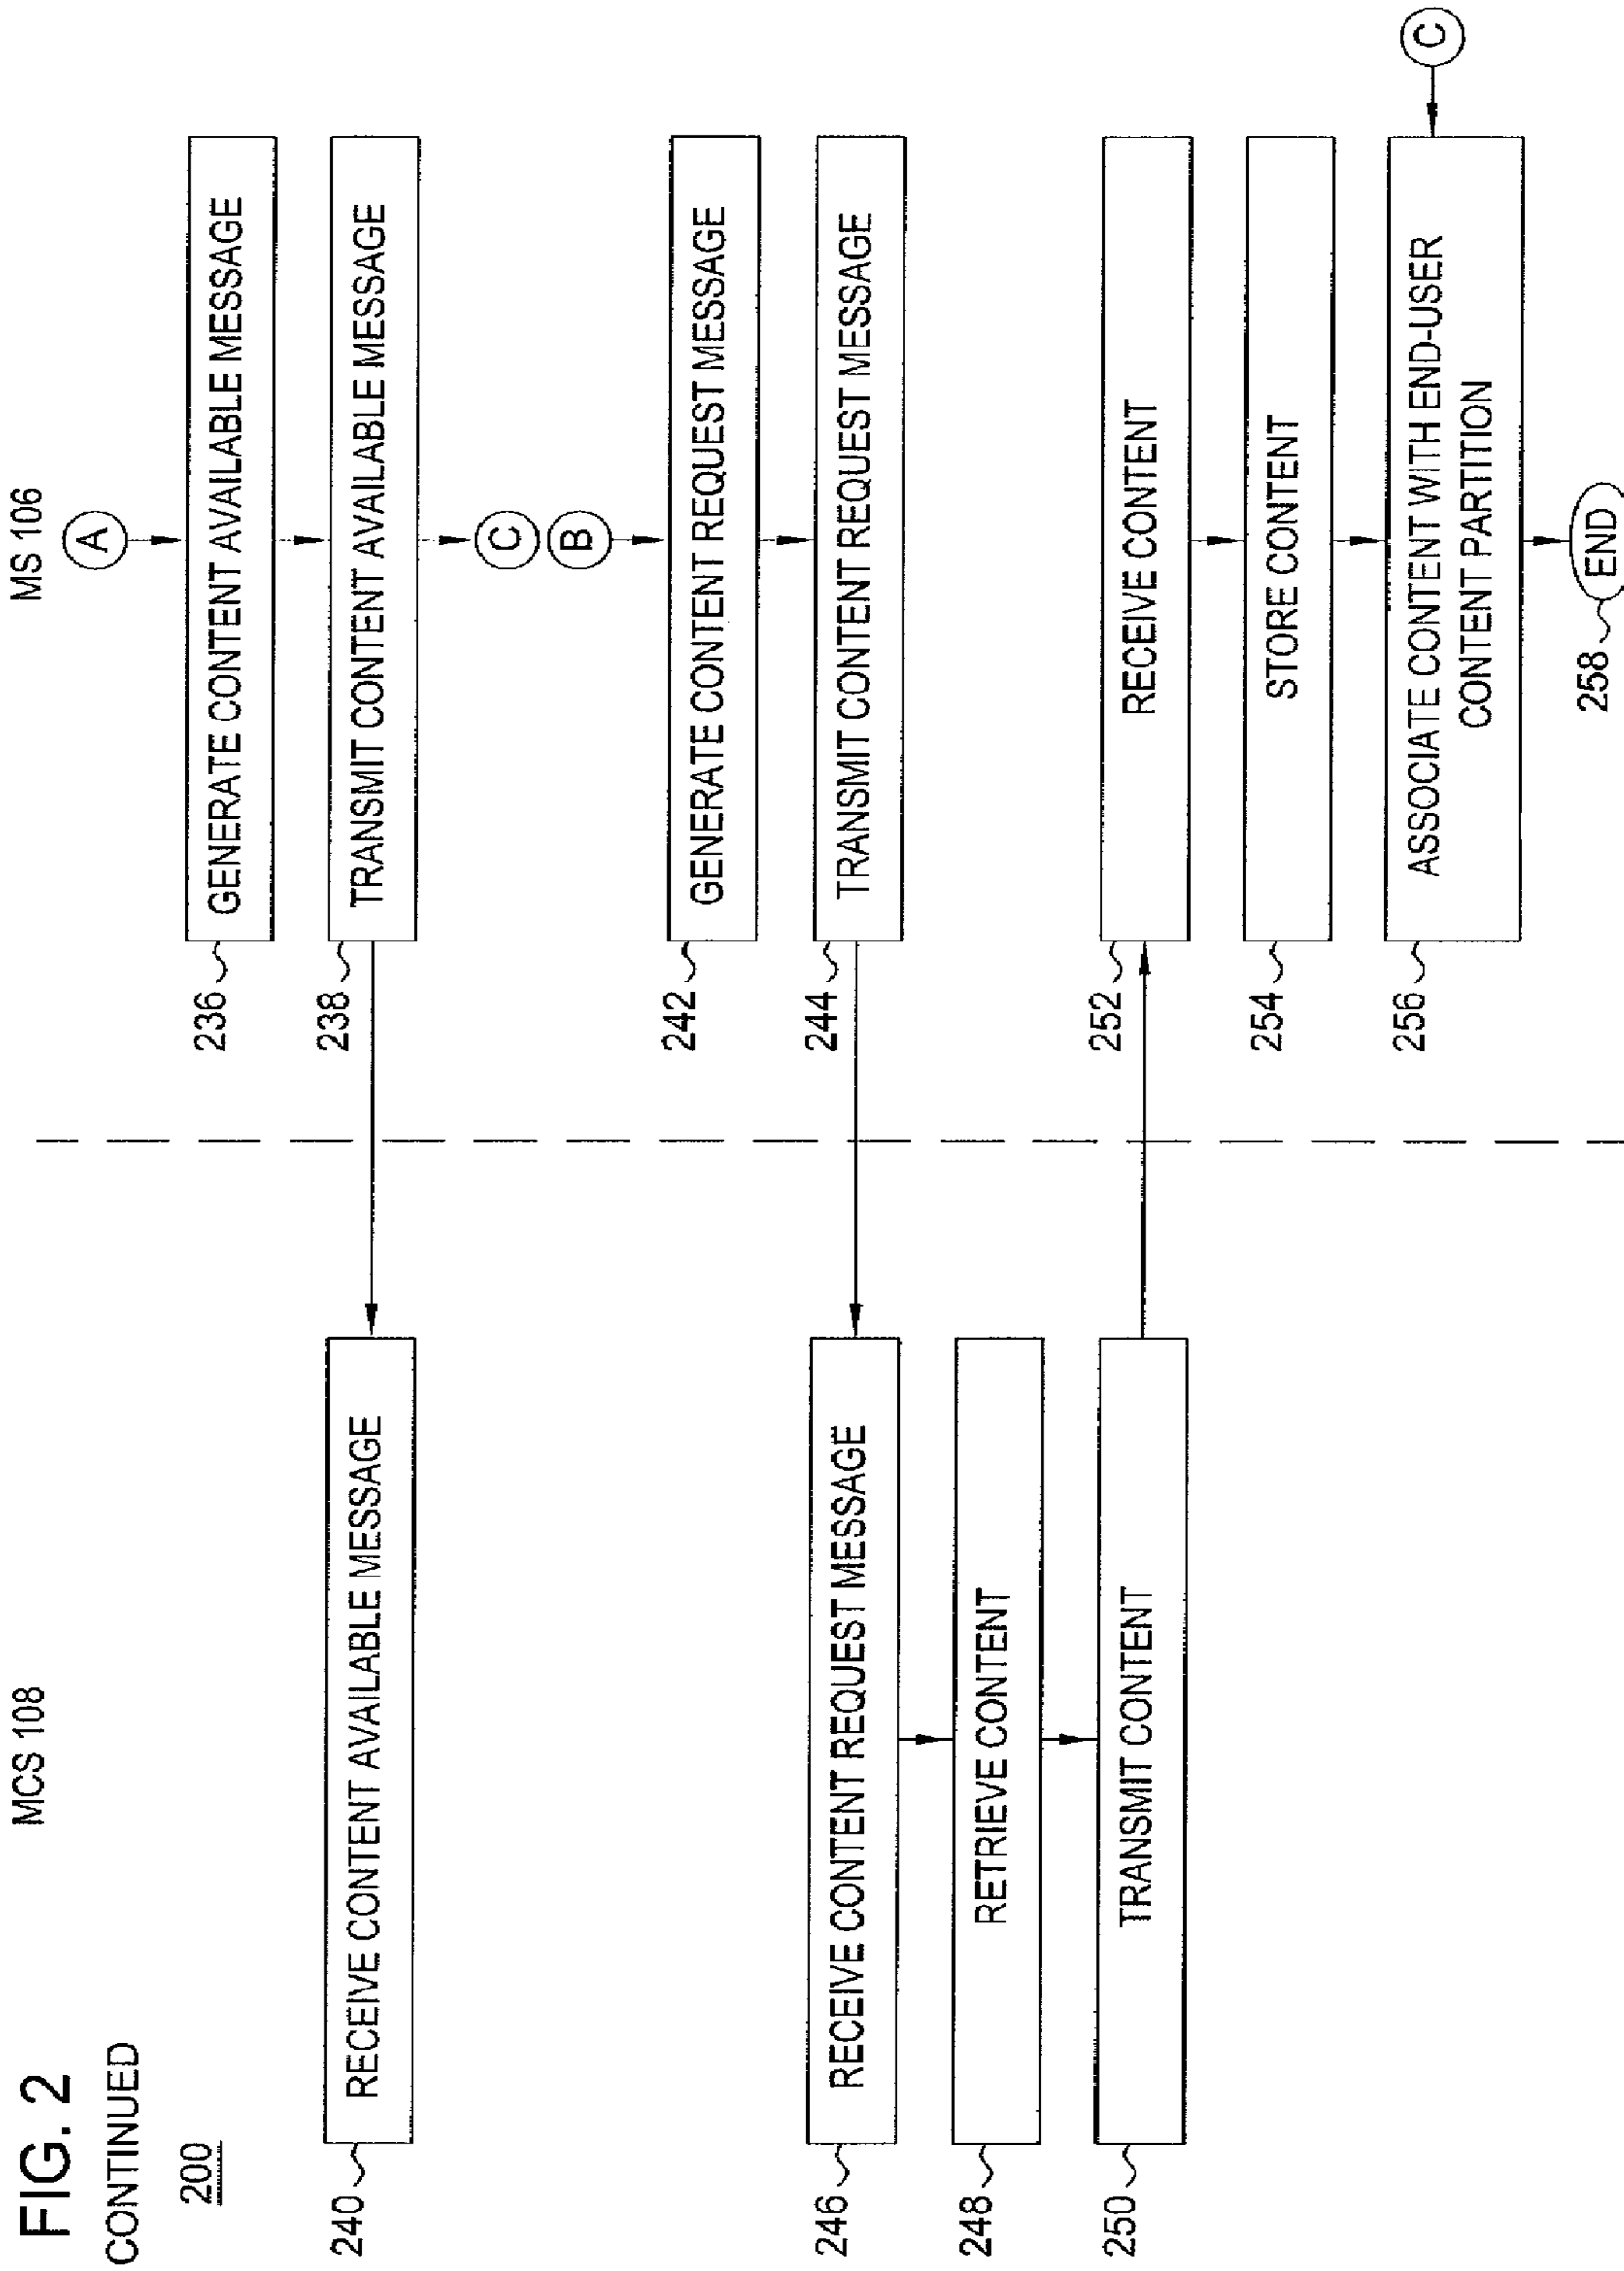 FIG. 2
CONTINUED
200
MCS 108
MS 106
A
236
GENERATE CONTENT AVAILABLE MESSAGE
240
RECEIVE CONTENT AVAILABLE MESSAGE
238
TRANSMIT CONTENT AVAILABLE MESSAGE
C
B
242
GENERATE CONTENT REQUEST MESSAGE
246
RECEIVE CONTENT REQUEST MESSAGE
244
TRANSMIT CONTENT REQUEST MESSAGE
248
RETRIEVE CONTENT
250
TRANSMIT CONTENT
252
RECEIVE CONTENT
254
STORE CONTENT
256
ASSOCIATE CONTENT WITH END-USER
CONTENT PARTITION
C
258
END